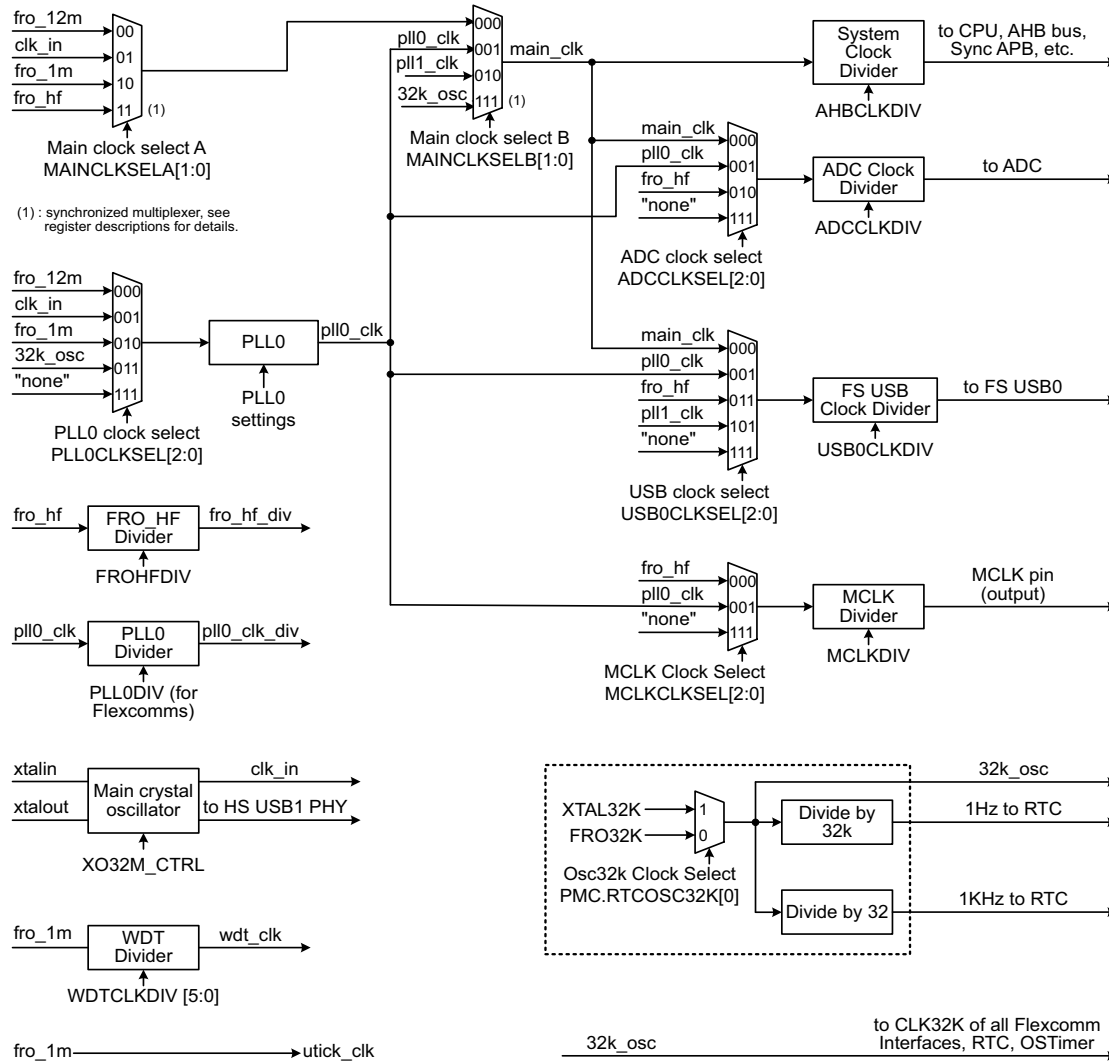 fro_12m
clk_in
fro_1m
fro_hf
00
01
10
11
(1)
Main clock select A
MAINCLKSELA[1:0]
(1) : synchronized multiplexer, see
register descriptions for details.
pll0_clk
pll1_clk
32k_osc
000
001
010
111
(1)
Main clock select B
MAINCLKSELB[1:0]
main_clk
System
Clock
Divider
AHBCLKDIV
to CPU, AHB bus,
Sync APB, etc.
main_clk
pll0_clk
fro_hf
"none"
000
001
010
111
ADC clock select
ADCCLKSEL[2:0]
ADC Clock
Divider
ADCCLKDIV
to ADC
fro_12m
clk_in
fro_1m
32k_osc
"none"
000
001
010
011
111
PLL0 clock select
PLL0CLKSEL[2:0]
PLL0
PLL0
settings
pll0_clk
main_clk
pll0_clk
fro_hf
pll1_clk
"none"
000
001
011
101
111
USB clock select
USB0CLKSEL[2:0]
FS USB
Clock Divider
USB0CLKDIV
to FS USB0
fro_hf
FRO_HF
Divider
fro_hf_div
FROHFDIV
fro_hf
pll0_clk
"none"
000
001
111
MCLK Clock Select
MCLKCLKSEL[2:0]
MCLK
Divider
MCLKDIV
MCLK pin
(output)
pll0_clk
PLL0
Divider
pll0_clk_div
PLL0DIV (for
Flexcomms)
xtalin
xtalout
Main crystal
oscillator
clk_in
to HS USB1 PHY
XO32M_CTRL
XTAL32K
FRO32K
1
0
Osc32k Clock Select
PMC.RTCOSC32K[0]
32k_osc
Divide by
32k
1Hz to RTC
Divide by 32
1KHz to RTC
fro_1m
WDT
Divider
wdt_clk
WDTCLKDIV [5:0]
fro_1m
utick_clk
32k_osc
to CLK32K of all Flexcomm
Interfaces, RTC, OSTimer